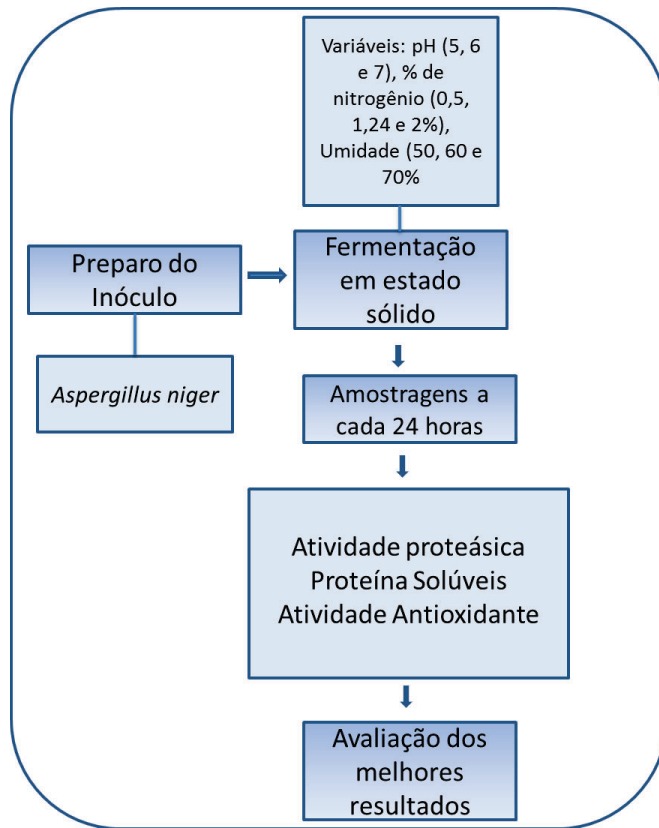 Variáveis: pH (5, 6
e 7), % de
nitrogênio (0,5,
1,24 e 2%),
Umidade (50, 60 e
70%
Preparo do
Inóculo
Fermentação
em estado
sólido
Aspergillus niger
Amostragens a
cada 24 horas
Atividade proteásica
Proteína Solúveis
Atividade Antioxidante
Avaliação dos
melhores
resultados